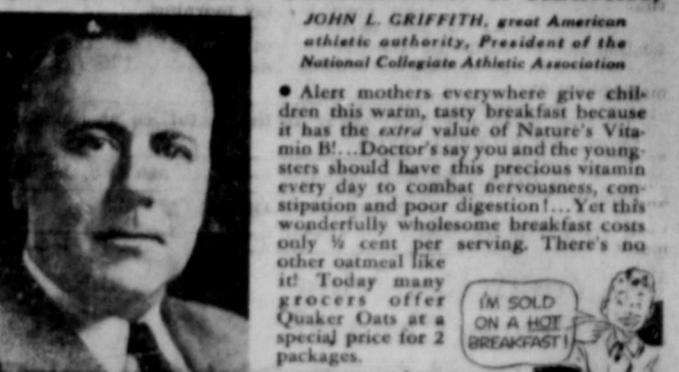 JOHN L. GRIFFITH, great American
athletic authority, President of the
National Collegiate Athletic Association
● Alert mothers everywhere give chil-
dren this warm, tasty breakfast because
it has the extra value of Nature's Vita-
min B!...Doctor's say you and the young-
sters should have this precious vitamin
every day to combat nervousness, con-
stipation and poor digestion!...Yet this
wonderfully wholesome breakfast costs
only ½ cent per serving. There's no
other oatmeal like
it! Today many
grocers offer
Quaker Oats at a
special price for 2
packages.
I'M SOLD
ON A HOT
BREAKFAST!